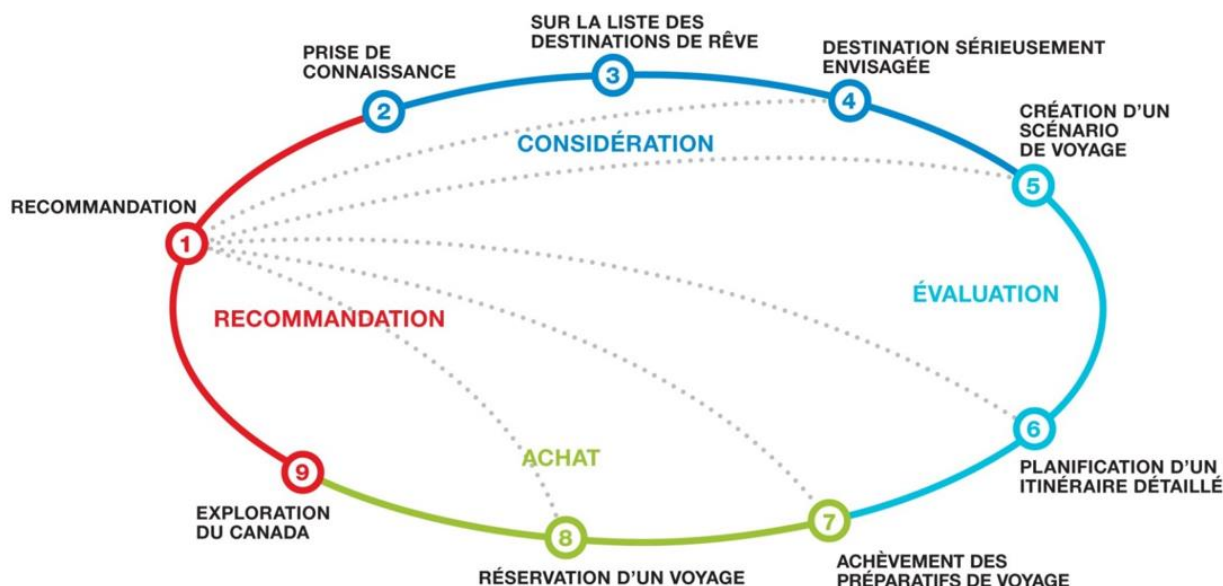 SUR LA LISTE DES
DESTINATIONS DE RÊVE
PRISE DE
CONNAISSANCE
DESTINATION SÉRIEUSEMENT
ENVISAGÉE
3
4
2
CONSIDÉRATION
CRÉATION D'UN
SCÉNARIO
DE VOYAGE
5
RECOMMANDATION
1
ÉVALUATION
RECOMMANDATION
6
ACHAT
PLANIFICATION D'UN
ITINÉRAIRE DÉTAILLÉ
9
EXPLORATION
DU CANADA
7
8
ACHÈVEMENT DES
PRÉPARATIFS DE VOYAGE
RÉSERVATION D'UN VOYAGE